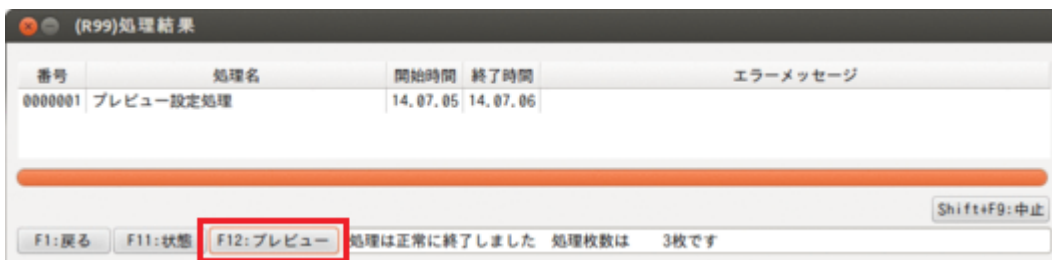 (R99)処理結果
番号 処理名 開始時間 終了時間 エラーメッセージ
0000001 プレビュー設定処理 14.07.05 14.07.06
Shift+F9:中止
F1:戻る F11:状態 F12:プレビュー 処理は正常に終了しました 処理枚数は 3枚です